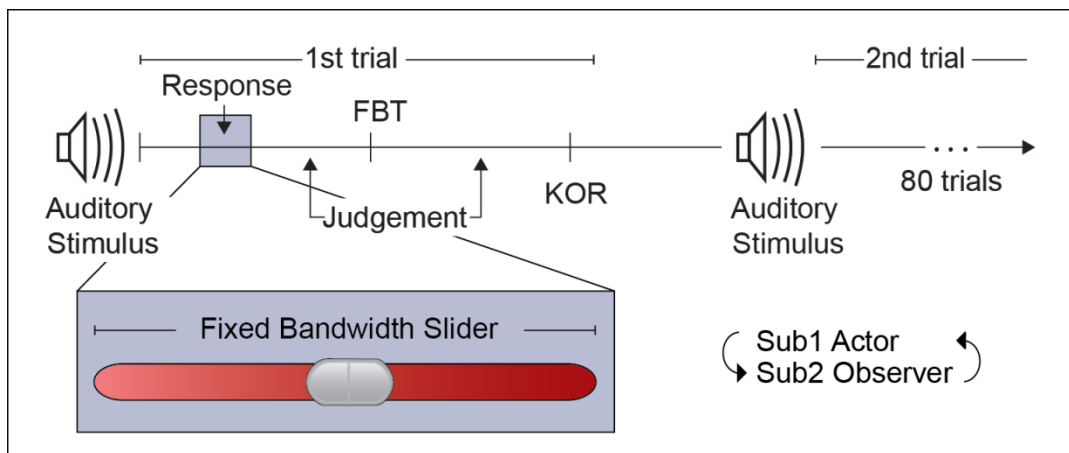 1st trial
2nd trial
Response
FBT
Auditory
Stimulus
Judgement
KOR
Auditory
Stimulus
...
80 trials
Fixed Bandwidth Slider
Sub1 Actor
Sub2 Observer